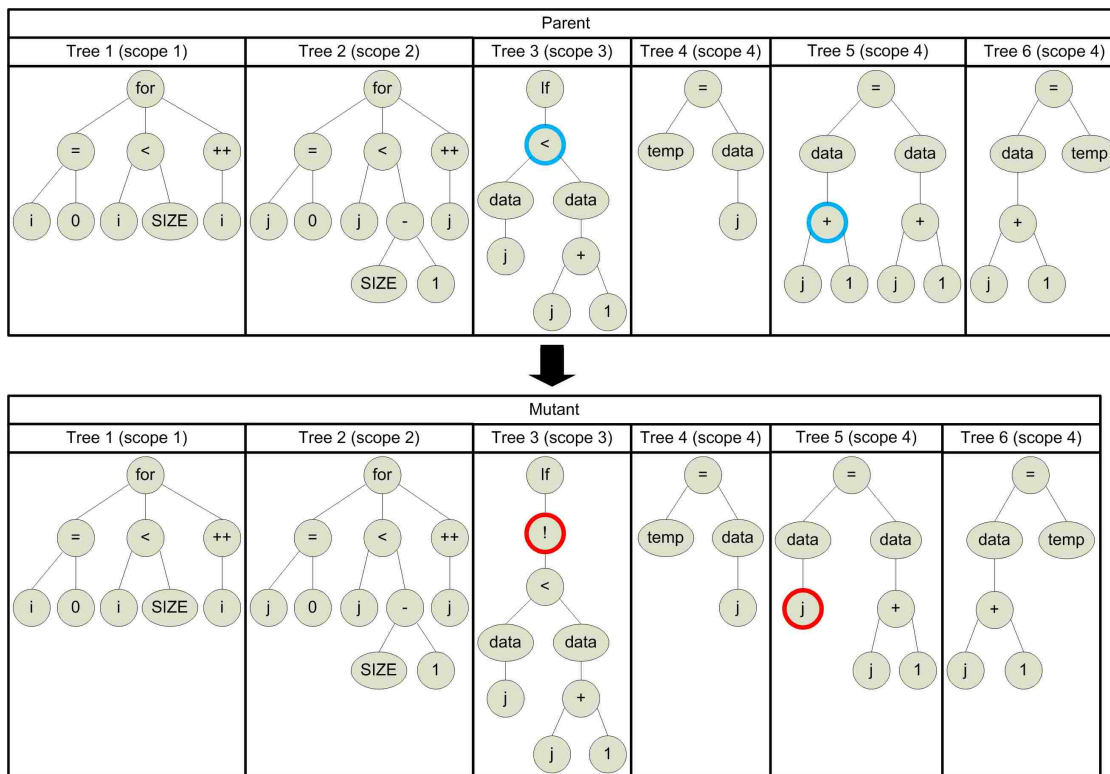 Parent
Tree 1 (scope 1) Tree 2 (scope 2) Tree 3 (scope 3) Tree 4 (scope 4) Tree 5 (scope 4) Tree 6 (scope 4)
for for If = = =
= < ++ = < ++ < temp data data data data temp
i 0 i SIZE i j 0 j - j data data j + + +
SIZE 1 j + j 1 j 1 j 1
j 1
Mutant
Tree 1 (scope 1) Tree 2 (scope 2) Tree 3 (scope 3) Tree 4 (scope 4) Tree 5 (scope 4) Tree 6 (scope 4)
for for If = = =
= < ++ = < ++ ! temp data data data data temp
i 0 i SIZE i j 0 j - j < j j + +
SIZE 1 data data j 1 j 1
j +
j 1